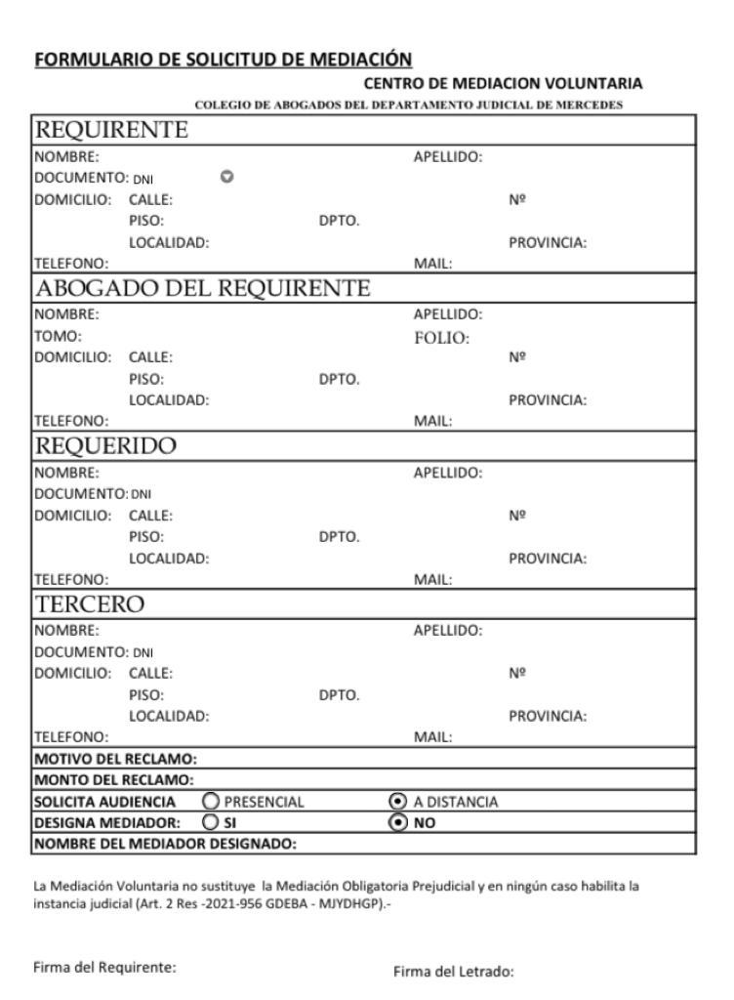 FORMULARIO DE SOLICITUD DE MEDIACIÓN
CENTRO DE MEDIACION VOLUNTARIA
COLEGIO DE ABOGADOS DEL DEPARTAMENTO JUDICIAL DE MERCEDES
REQUIRENTE
NOMBRE: APELLIDO:
DOCUMENTO: DNI
DOMICILIO: CALLE: Nº
PISO: DPTO.
LOCALIDAD: PROVINCIA:
TELEFONO: MAIL:
ABOGADO DEL REQUIRENTE
NOMBRE: APELLIDO:
TOMO: FOLIO:
DOMICILIO: CALLE: Nº
PISO: DPTO.
LOCALIDAD: PROVINCIA:
TELEFONO: MAIL:
REQUERIDO
NOMBRE: APELLIDO:
DOCUMENTO: DNI
DOMICILIO: CALLE: Nº
PISO: DPTO.
LOCALIDAD: PROVINCIA:
TELEFONO: MAIL:
TERCERO
NOMBRE: APELLIDO:
DOCUMENTO: DNI
DOMICILIO: CALLE: Nº
PISO: DPTO.
LOCALIDAD: PROVINCIA:
TELEFONO: MAIL:
MOTIVO DEL RECLAMO:
MONTO DEL RECLAMO:
SOLICITA AUDIENCIA PRESENCIAL A DISTANCIA
DESIGNA MEDIADOR: SI NO
NOMBRE DEL MEDIADOR DESIGNADO:
La Mediación Voluntaria no sustituye la Mediación Obligatoria Prejudicial y en ningún caso habilita la
instancia judicial (Art. 2 Res -2021-956 GDEBA - MJYDHGP).-
Firma del Requirente: Firma del Letrado: